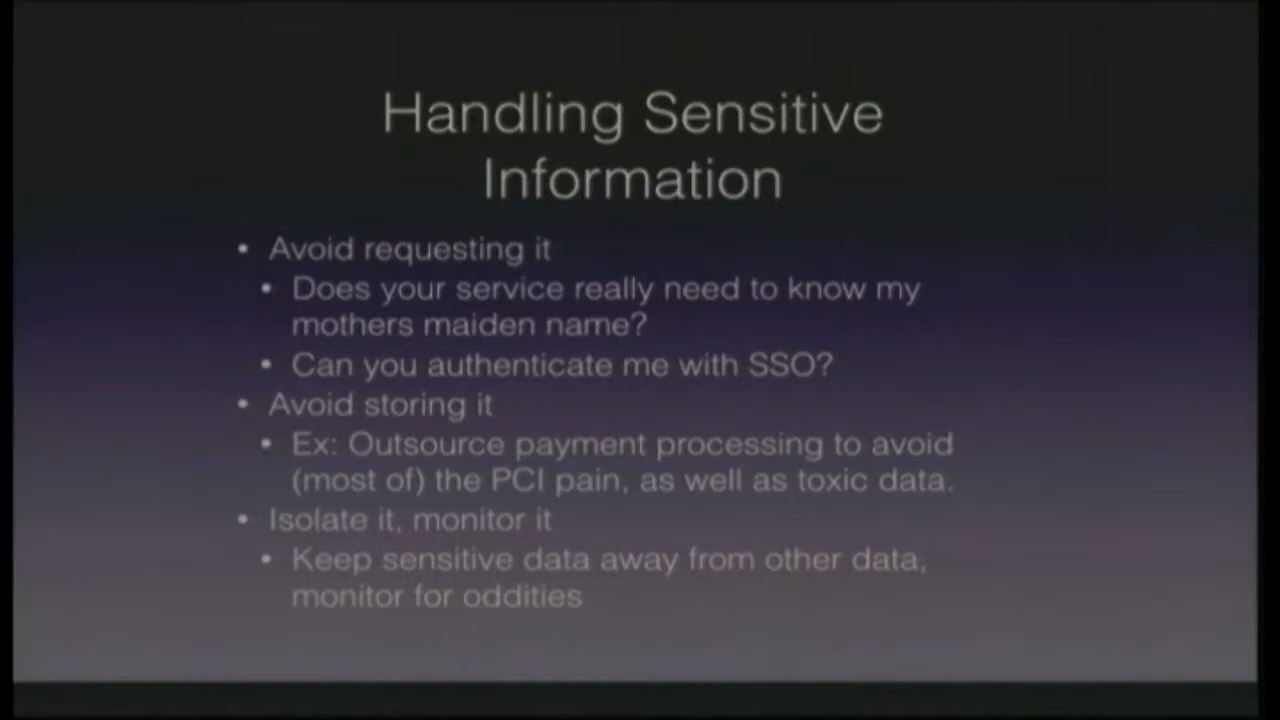 Handling Sensitive
Information
• Avoid requesting it
• Does your service really need to know my
mothers maiden name?
• Can you authenticate me with SSO?
• Avoid storing it
• Ex: Outsource payment processing to avoid
(most of) the PCI pain, as well as toxic data.
• Isolate it, monitor it
• Keep sensitive data away from other data,
monitor for oddities